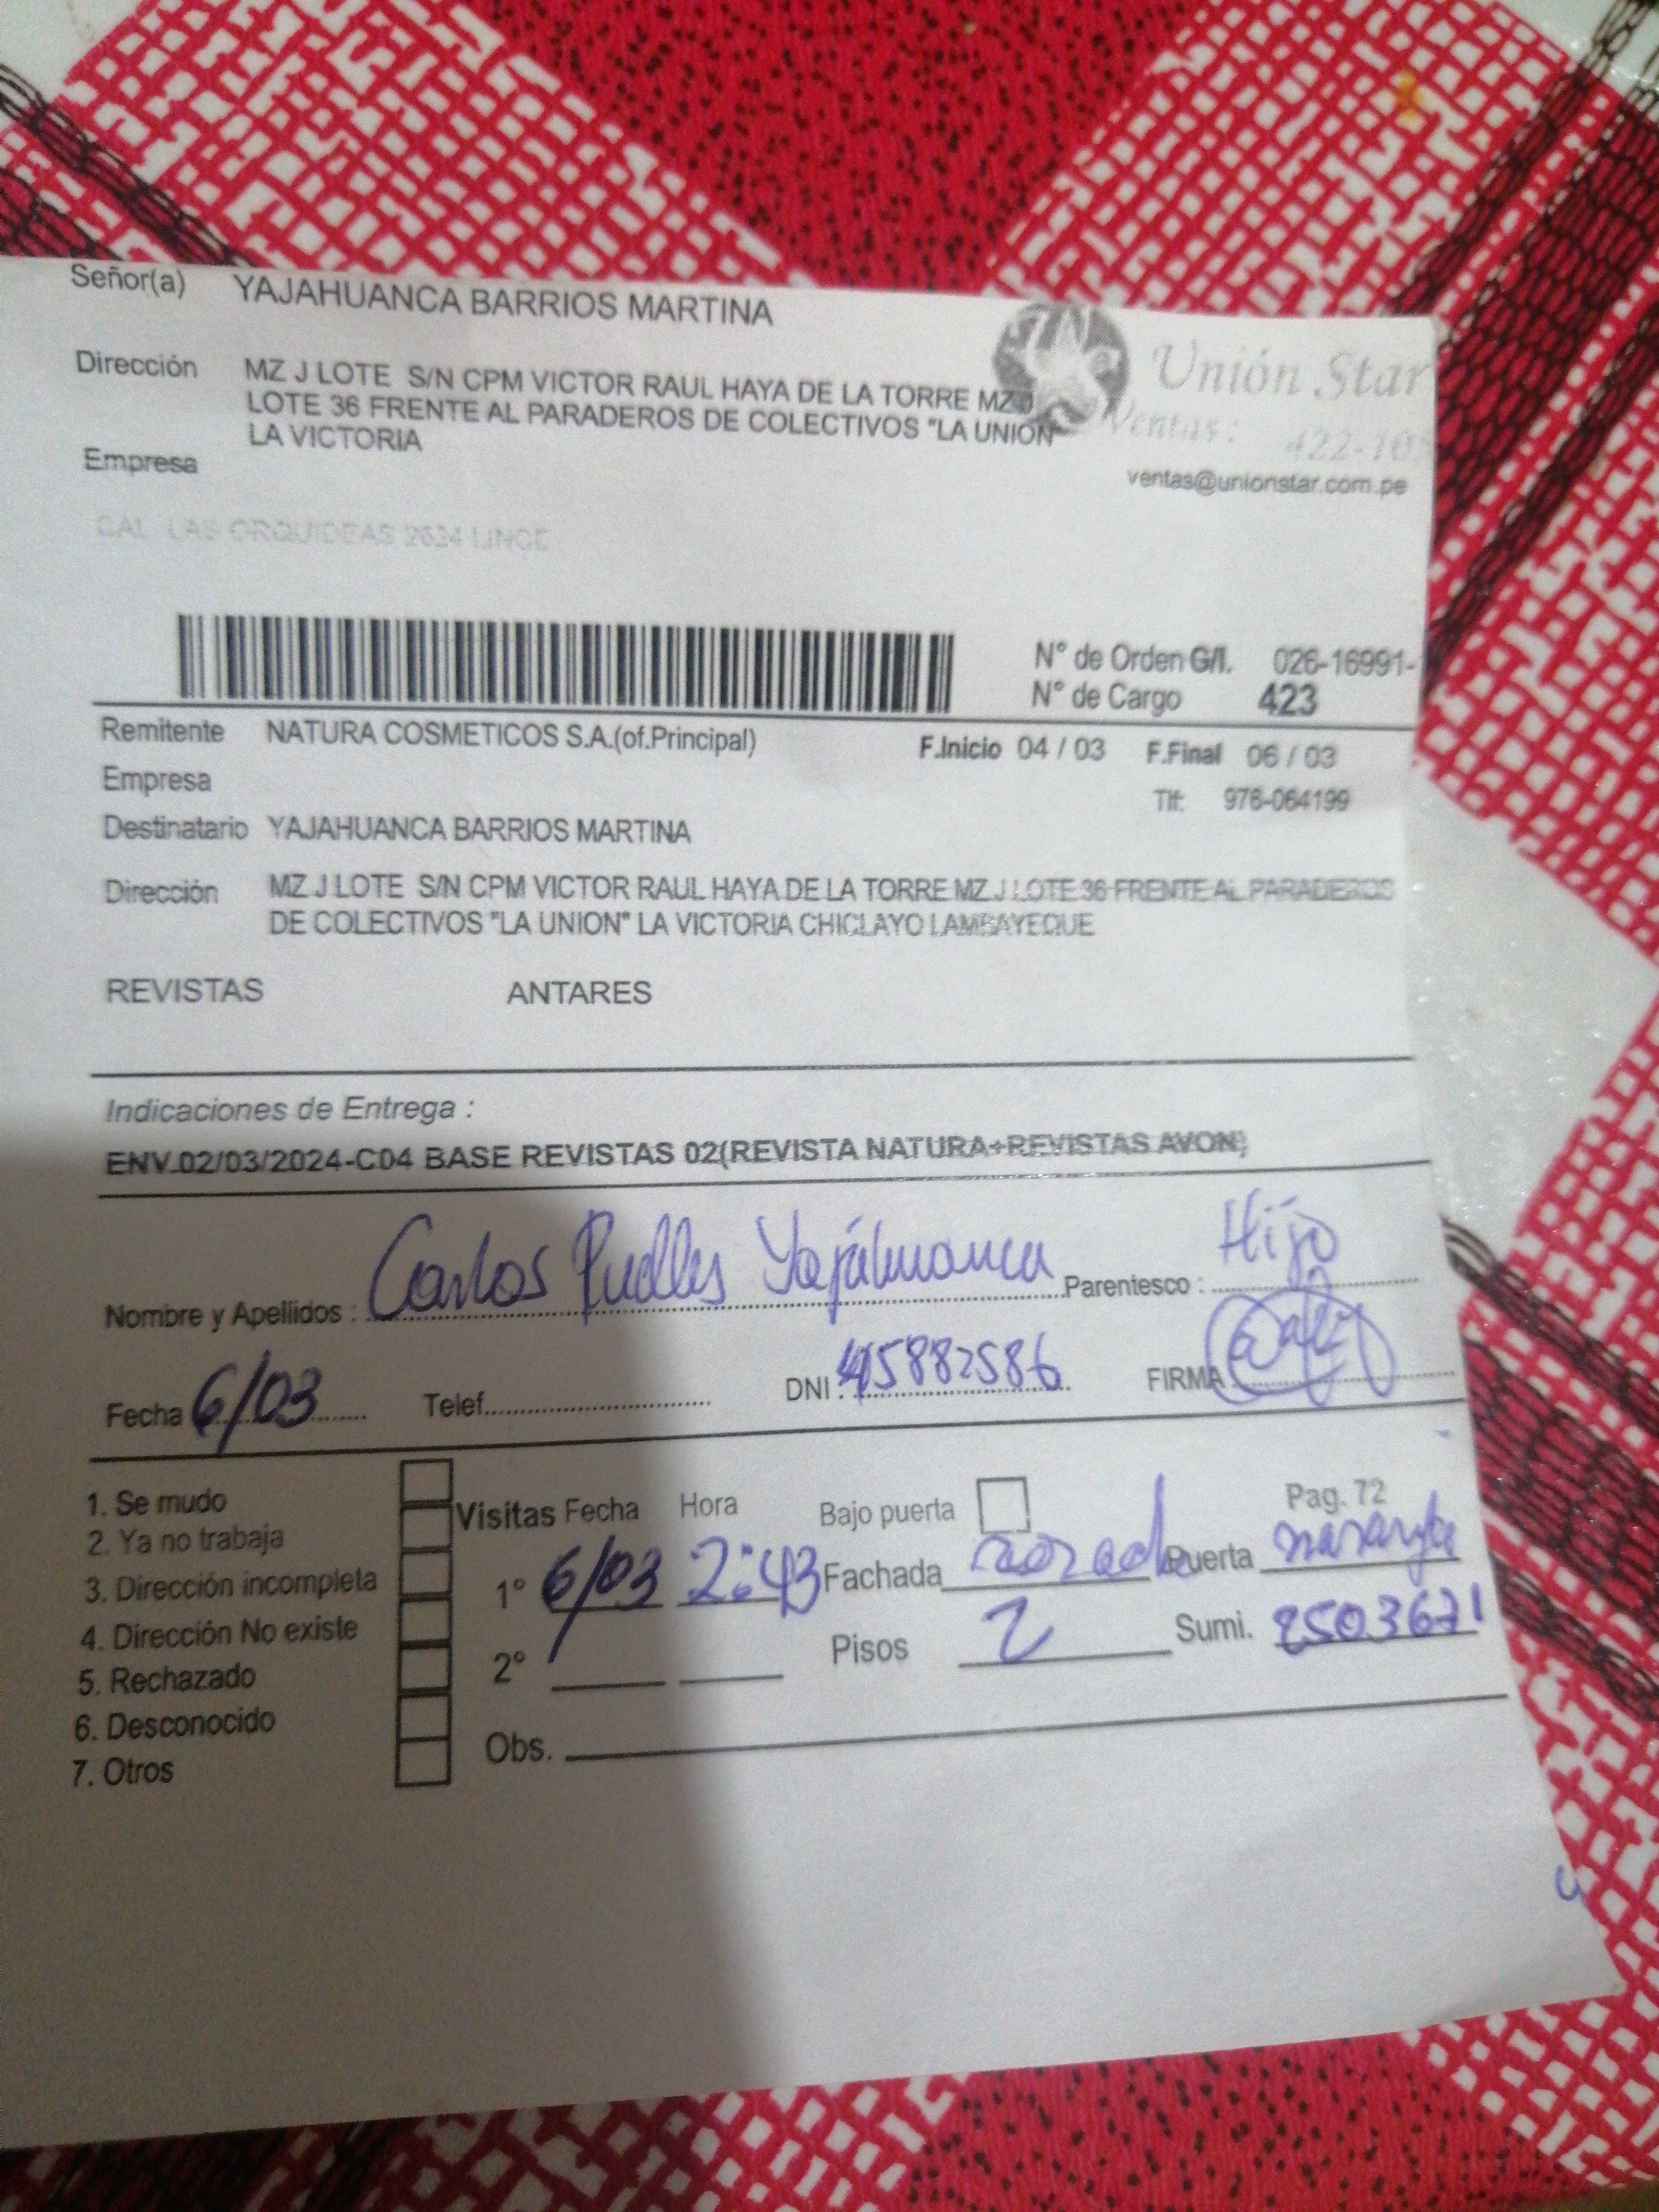 Señor(a) YAJAHUANCA BARRIOS MARTINA
Dirección MZ J LOTE S/N CPM VICTOR RAUL HAYA DE LA TORRE MZ J
LOTE 36 FRENTE AL PARADEROS DE COLECTIVOS "LA UNION"
LA VICTORIA
Unión Star
Ventas: 422-10
ventas@unionstar.com.pe
Empresa
CAL LAS ORQUIDEAS 2634 LINCE
N° de Orden G/I. 026-16991-
N° de Cargo 423
Remitente NATURA COSMETICOS S.A.(of.Principal) F.Inicio 04 / 03 F.Final 06 / 03
Empresa Tlf: 976-064199
Destinatario YAJAHUANCA BARRIOS MARTINA
Dirección MZ J LOTE S/N CPM VICTOR RAUL HAYA DE LA TORRE MZ J LOTE 36 FRENTE AL PARADEROS
DE COLECTIVOS "LA UNION" LA VICTORIA CHICLAYO LAMBAYEQUE
REVISTAS ANTARES
Indicaciones de Entrega :
ENV.02/03/2024-C04 BASE REVISTAS 02(REVISTA NATURA+REVISTAS AVON)
Nombre y Apellidos : Carlos Yajahuanca Parentesco : Hijo
Fecha 6/03 Telef. DNI : 45882586 FIRMA
1. Se mudo
2. Ya no trabaja
3. Dirección incompleta
4. Dirección No existe
5. Rechazado
6. Desconocido
7. Otros
Visitas Fecha Hora Bajo puerta Pag. 72
1° 6/03 2:43 Fachada rosado Puerta naranja
2° Pisos 2 Sumi. 2503671
Obs.